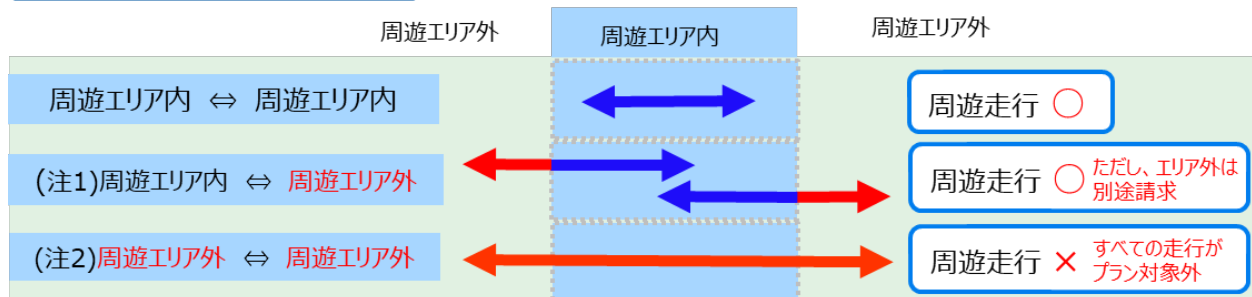 周遊エリア外
周遊エリア内
周遊エリア外
周遊エリア内 ⇔ 周遊エリア内
周遊走行 ○
(注1)周遊エリア内 ⇔ 周遊エリア外
周遊走行 ○ ただし、エリア外は
別途請求
(注2)周遊エリア外 ⇔ 周遊エリア外
周遊走行 × すべての走行が
プラン対象外